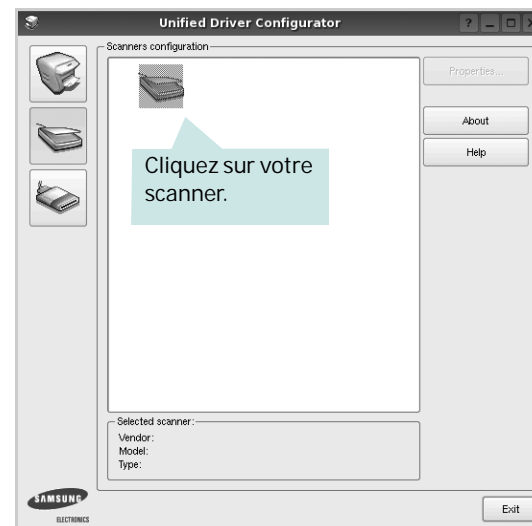 Unified Driver Configurator
Scanners configuration
Properties...
About
Help
Cliquez sur votre
scanner.
Selected scanner:
Vendor:
Model:
Type:
SAMSUNG
ELECTRONICS
Exit